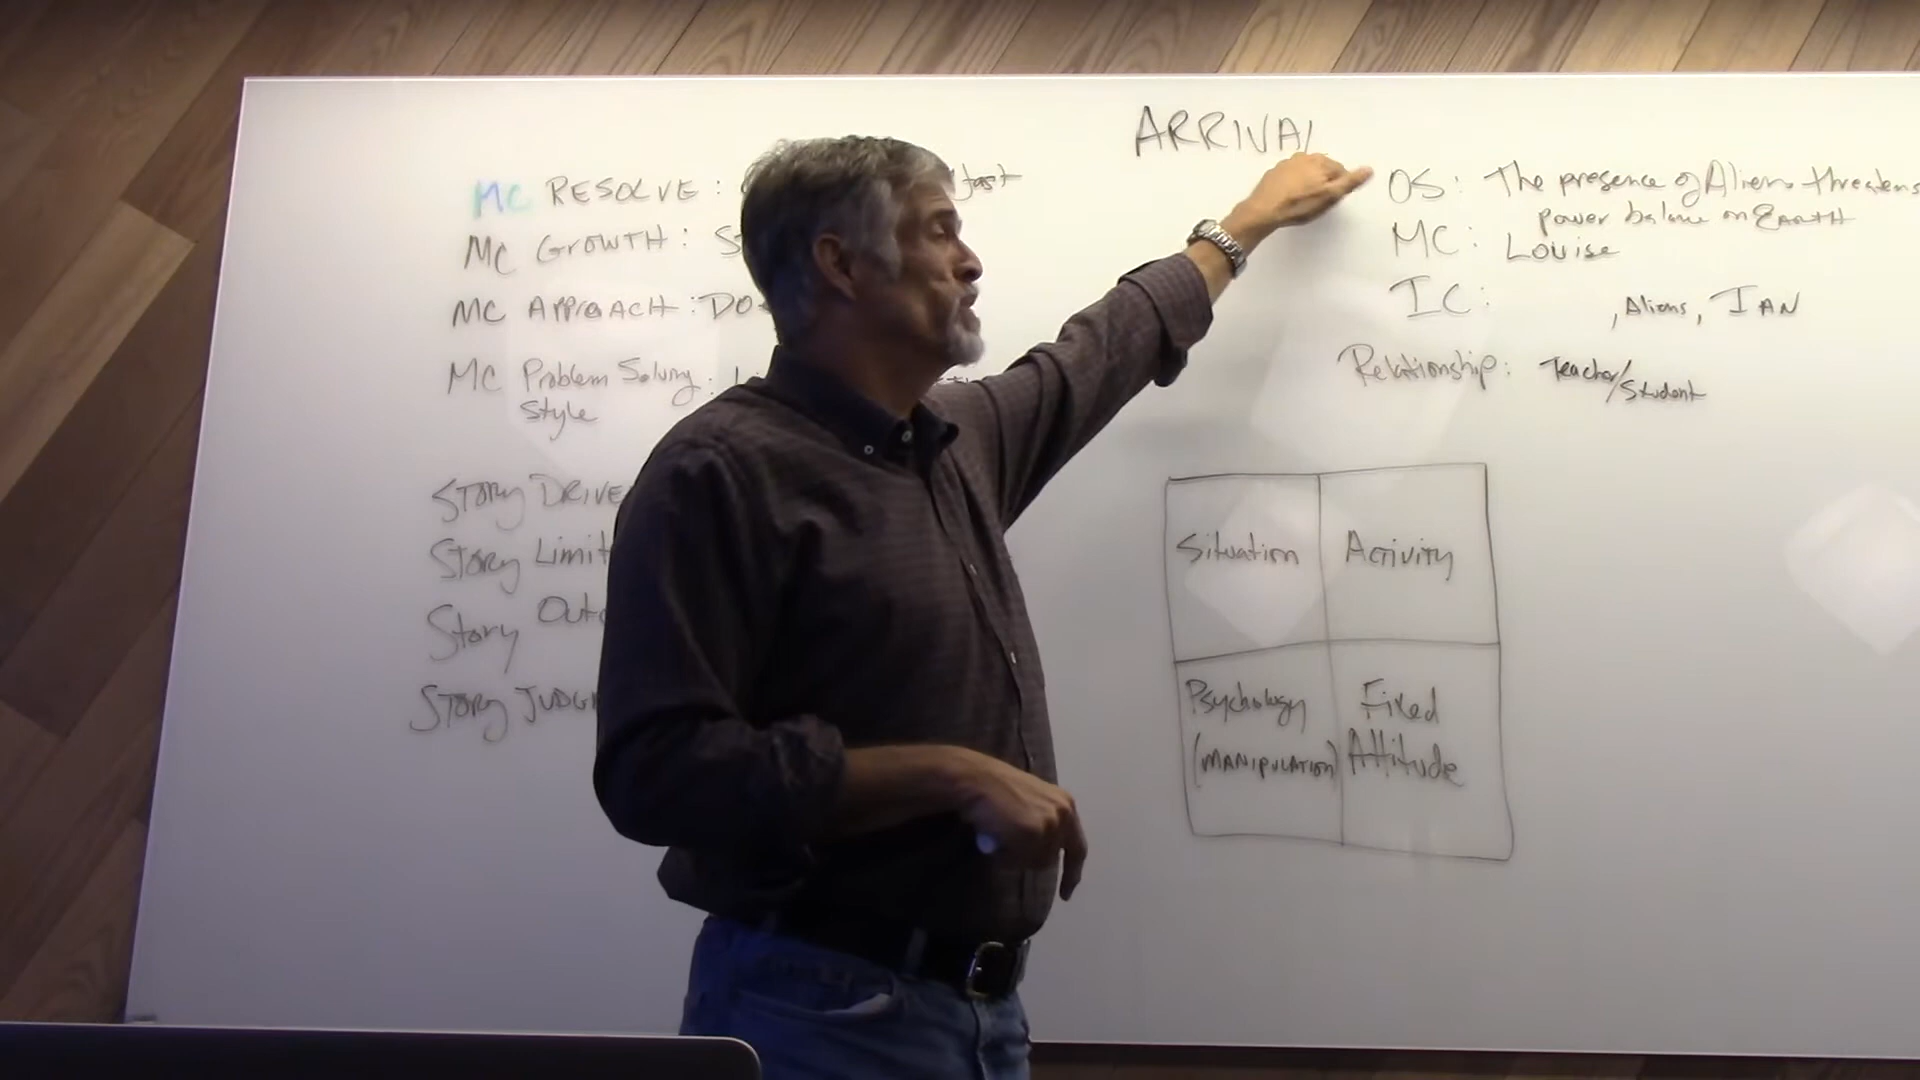 ARRIVAL
MC RESOLVE:
MC GROWTH:
MC APPROACH: DO
MC Problem Solving:
Style
STORY
STORY
STORY
STORY
OS: The presence of Aliens threatens
power balance on EARTH
MC: Louise
IC: , Aliens, IAN
Relationship: Teacher/Student
Situation Activity
Psychology Fixed
(MANIPULATION) Attitude